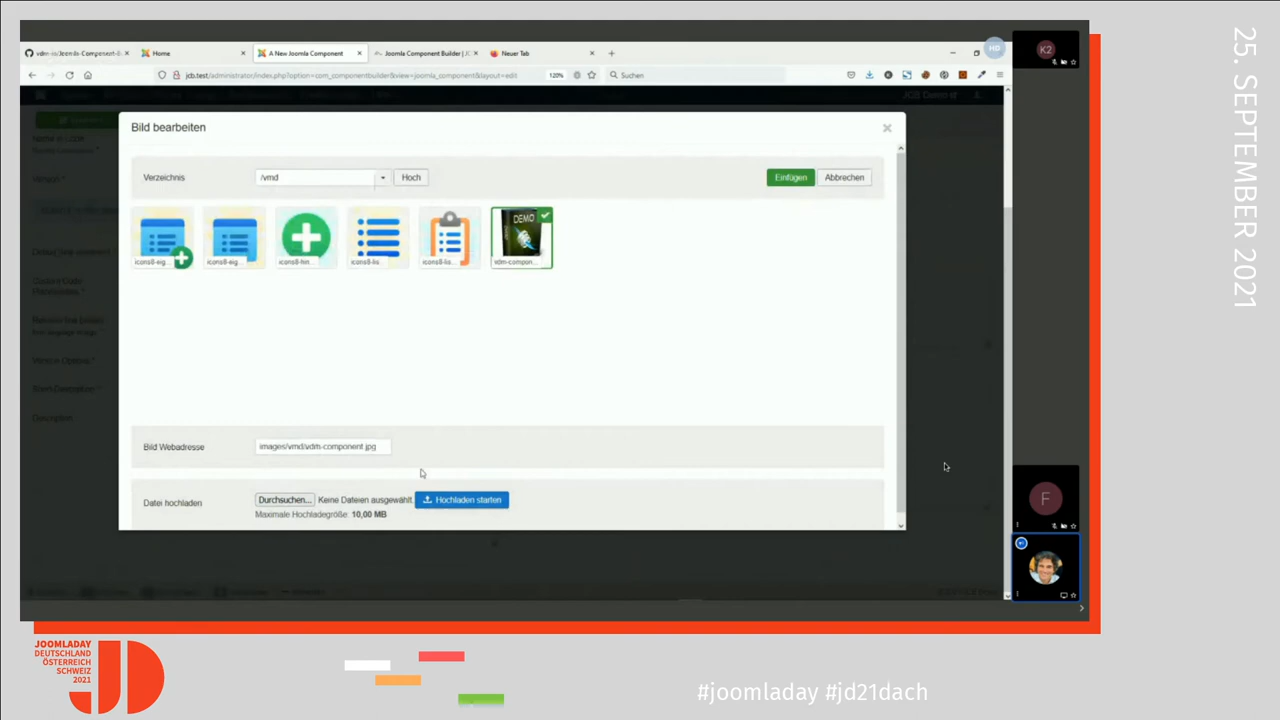 vdm-io/Joomla-Component-B
Home
A New Joomla Component
Joomla Component Builder | JC
Neuer Tab
jcb.test/administrator/index.php?option=com_componentbuilder&view=joomla_component&layout=edit
120%
Suchen
HD
K2
Bild bearbeiten
Verzeichnis
/vmd
Hoch
Einfügen
Abbrechen
DEMO
icons8-eig...
icons8-eig...
icons8-hin...
icons8-lis
icons8-lis...
vdm-compon...
Bild Webadresse
images/vmd/vdm-component.jpg
Datei hochladen
Durchsuchen... Keine Dateien ausgewählt.
Hochladen starten
Maximale Hochladegröße: 10,00 MB
Version *
Description
F
25. SEPTEMBER 2021
JOOMLADAY
DEUTSCHLAND
ÖSTERREICH
SCHWEIZ
2021
#joomladay #jd21dach